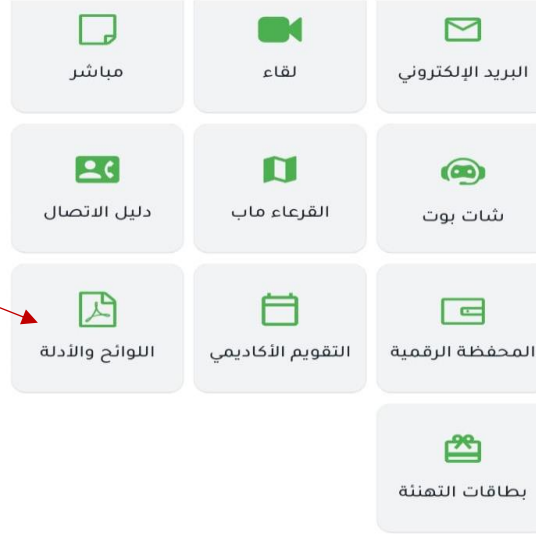 البريد الإلكتروني
لقاء
مباشر
شات بوت
القرعاء ماب
دليل الاتصال
المحفظة الرقمية
التقويم الأكاديمي
اللوائح والأدلة
بطاقات التهنئة